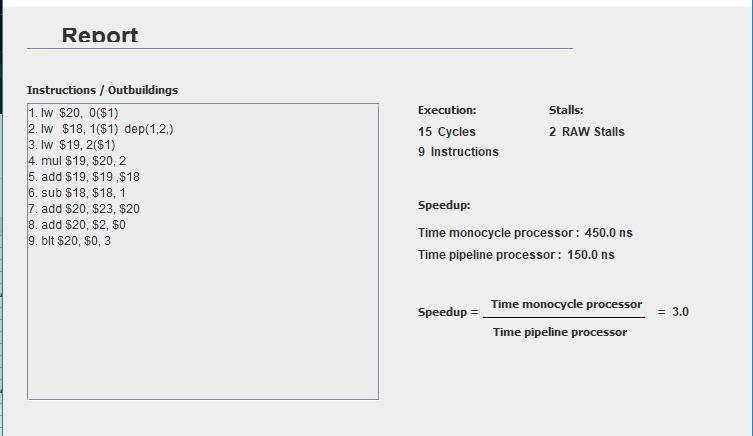 Report
Instructions / Outbuildings
1. lw $20, 0($1)
2. lw $18, 1($1) dep(1,2,)
3. lw $19, 2($1)
4. mul $19, $20, 2
5. add $19, $19 ,$18
6. sub $18, $18, 1
7. add $20, $23, $20
8. add $20, $2, $0
9. blt $20, $0, 3
Execution:
15 Cycles
9 Instructions
Stalls:
2 RAW Stalls
Speedup:
Time monocycle processor : 450.0 ns
Time pipeline processor : 150.0 ns
Speedup = Time monocycle processor = 3.0
Time pipeline processor